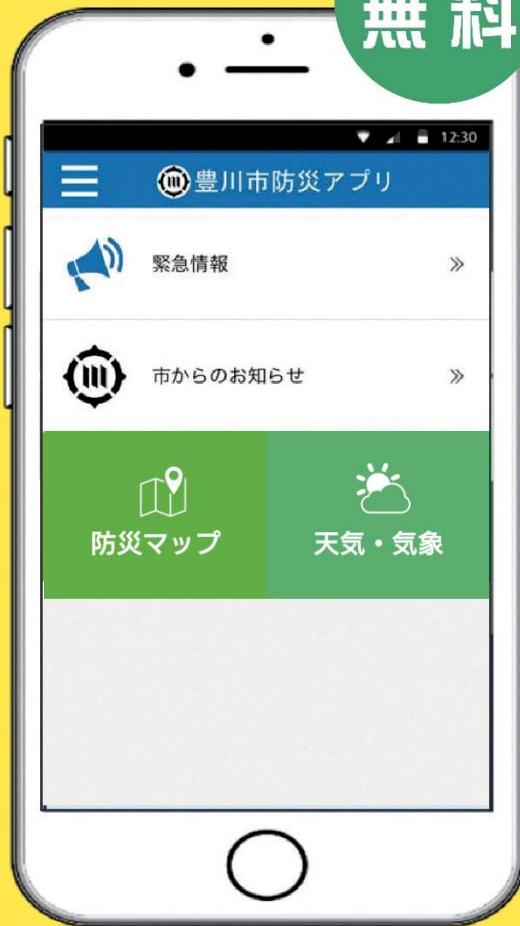 無料
12:30
豊川市防災アプリ
緊急情報
市からのお知らせ
防災マップ
天気・気象